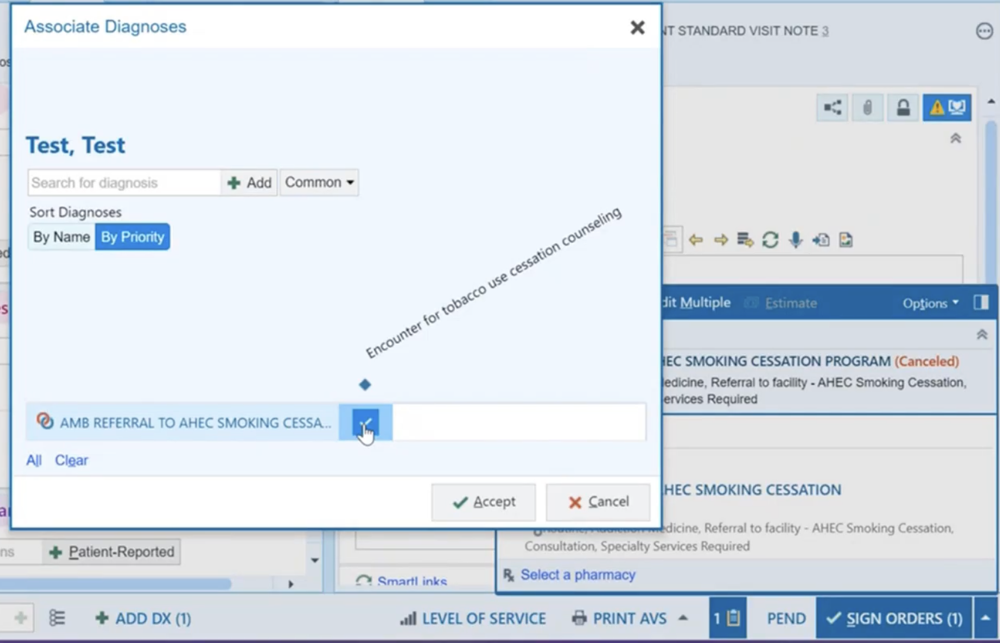 Associate Diagnoses
NT STANDARD VISIT NOTE 3
Test, Test
Search for diagnosis
Add
Common
Sort Diagnoses
By Name
By Priority
Encounter for tobacco use cessation counseling
AMB REFERRAL TO AHEC SMOKING CESSA...
All Clear
Accept
Cancel
dit Multiple
Estimate
Options
HEC SMOKING CESSATION PROGRAM (Canceled)
edicine, Referral to facility - AHEC Smoking Cessation,
ervices Required
HEC SMOKING CESSATION
edicine, Referral to facility - AHEC Smoking Cessation,
Consultation, Specialty Services Required
Select a pharmacy
ns
Patient-Reported
SmartLinks
ADD DX (1)
LEVEL OF SERVICE
PRINT AVS
1
PEND
SIGN ORDERS (1)